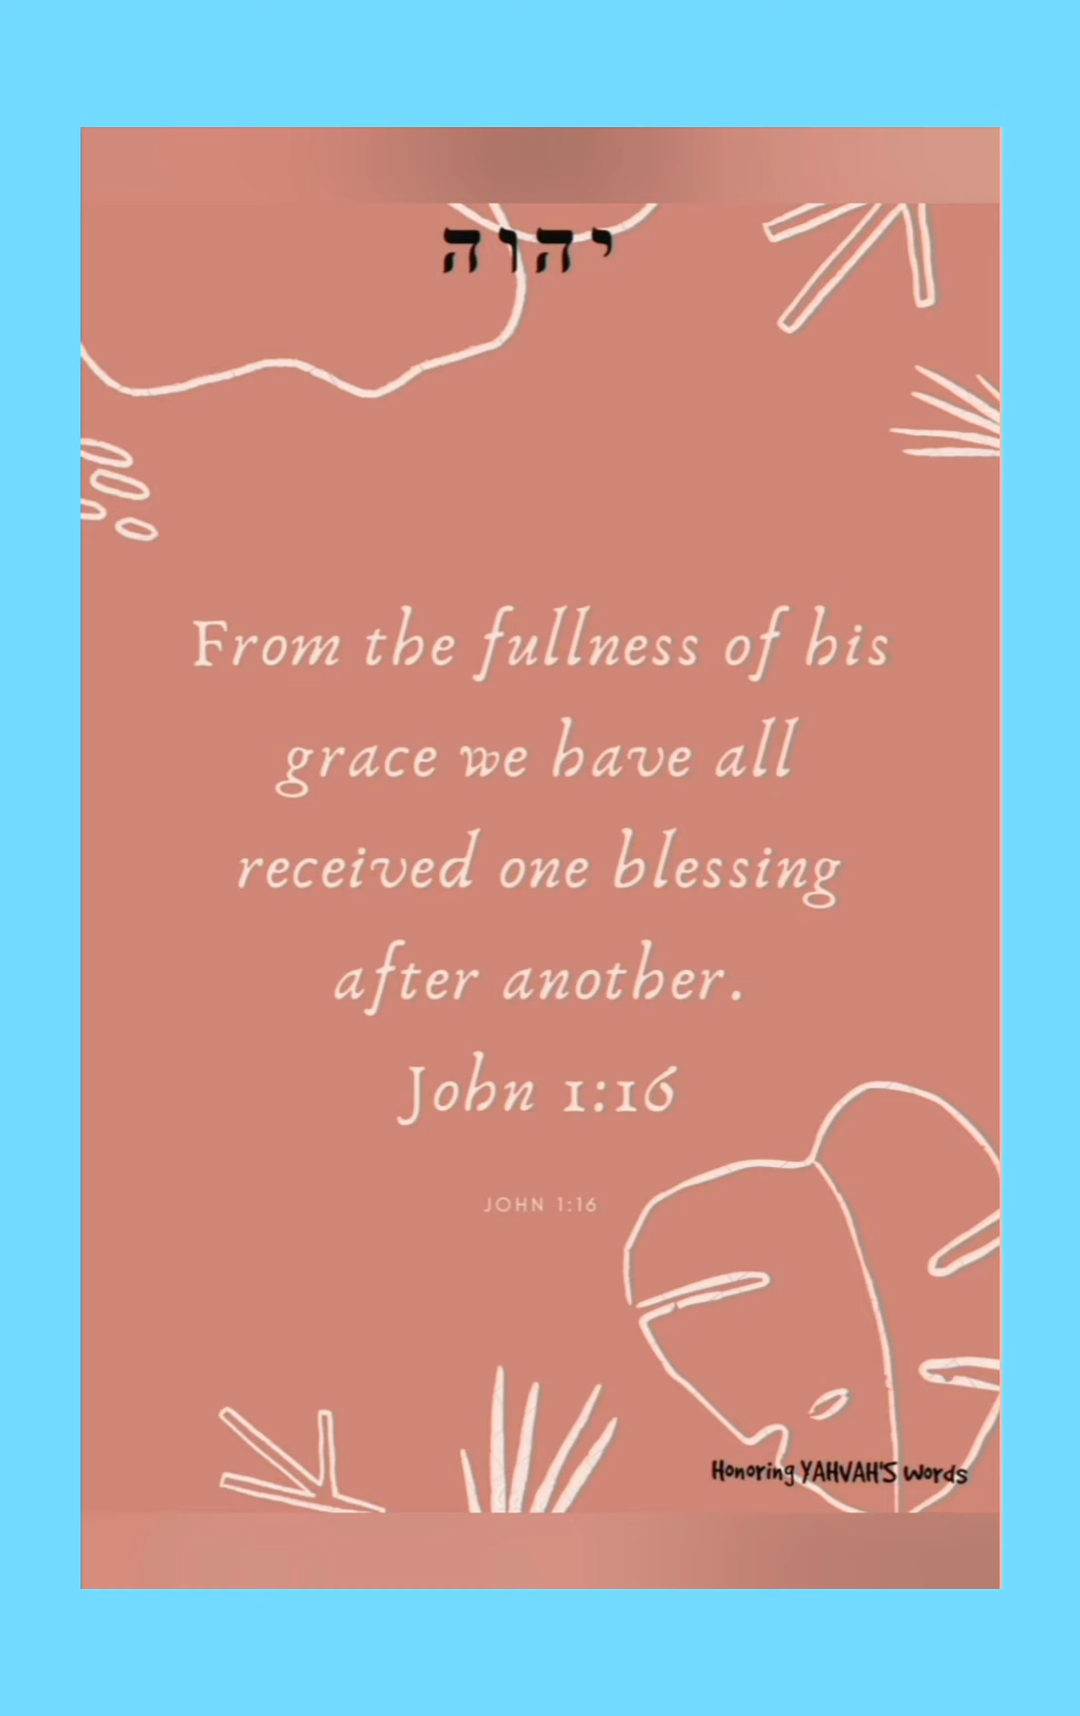 יהוה
From the fullness of his
grace we have all
received one blessing
after another.
John 1:16
JOHN 1:16
Honoring YAHVAH'S Words